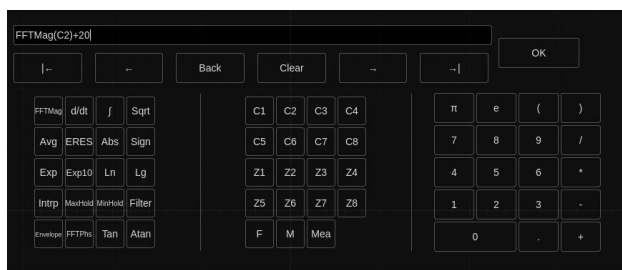 FFTMag(C2)+20
OK
|← ← Back Clear → →|
FFTMag d/dt ∫ Sqrt C1 C2 C3 C4 π e ( )
Avg ERES Abs Sign C5 C6 C7 C8 7 8 9 /
Exp Exp10 Ln Lg Z1 Z2 Z3 Z4 4 5 6 *
Intrp MaxHold MinHold Filter Z5 Z6 Z7 Z8 1 2 3 -
Envelope FFTPhs Tan Atan F M Mea 0 . +